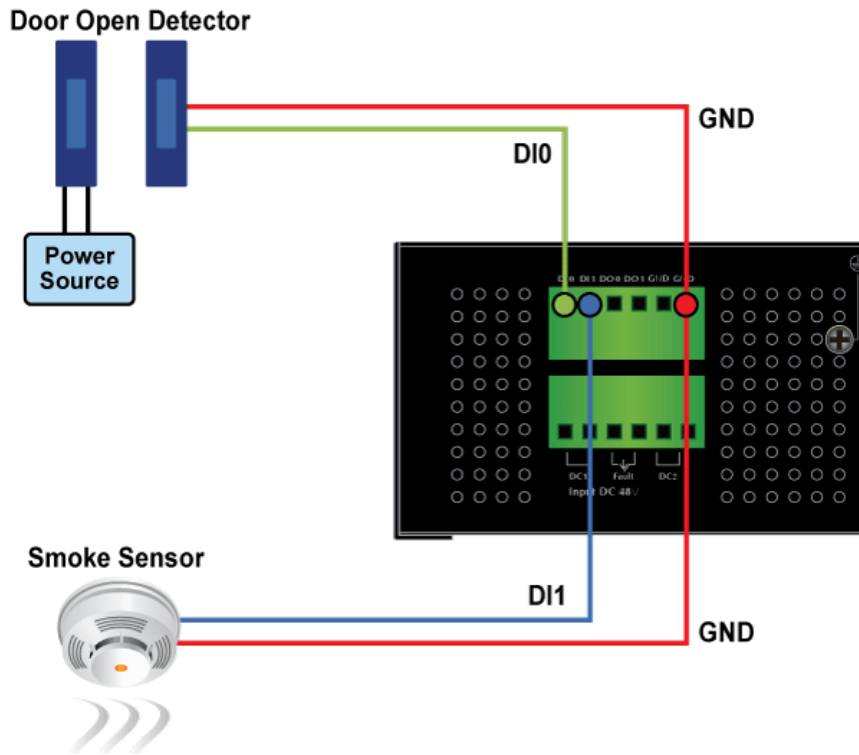 Door Open Detector
GND
DI0
Power
Source
DI0 DI1 DO0 DO1 GND GND
DC1 Fault DC2
Input DC 48V
Smoke Sensor
DI1
GND